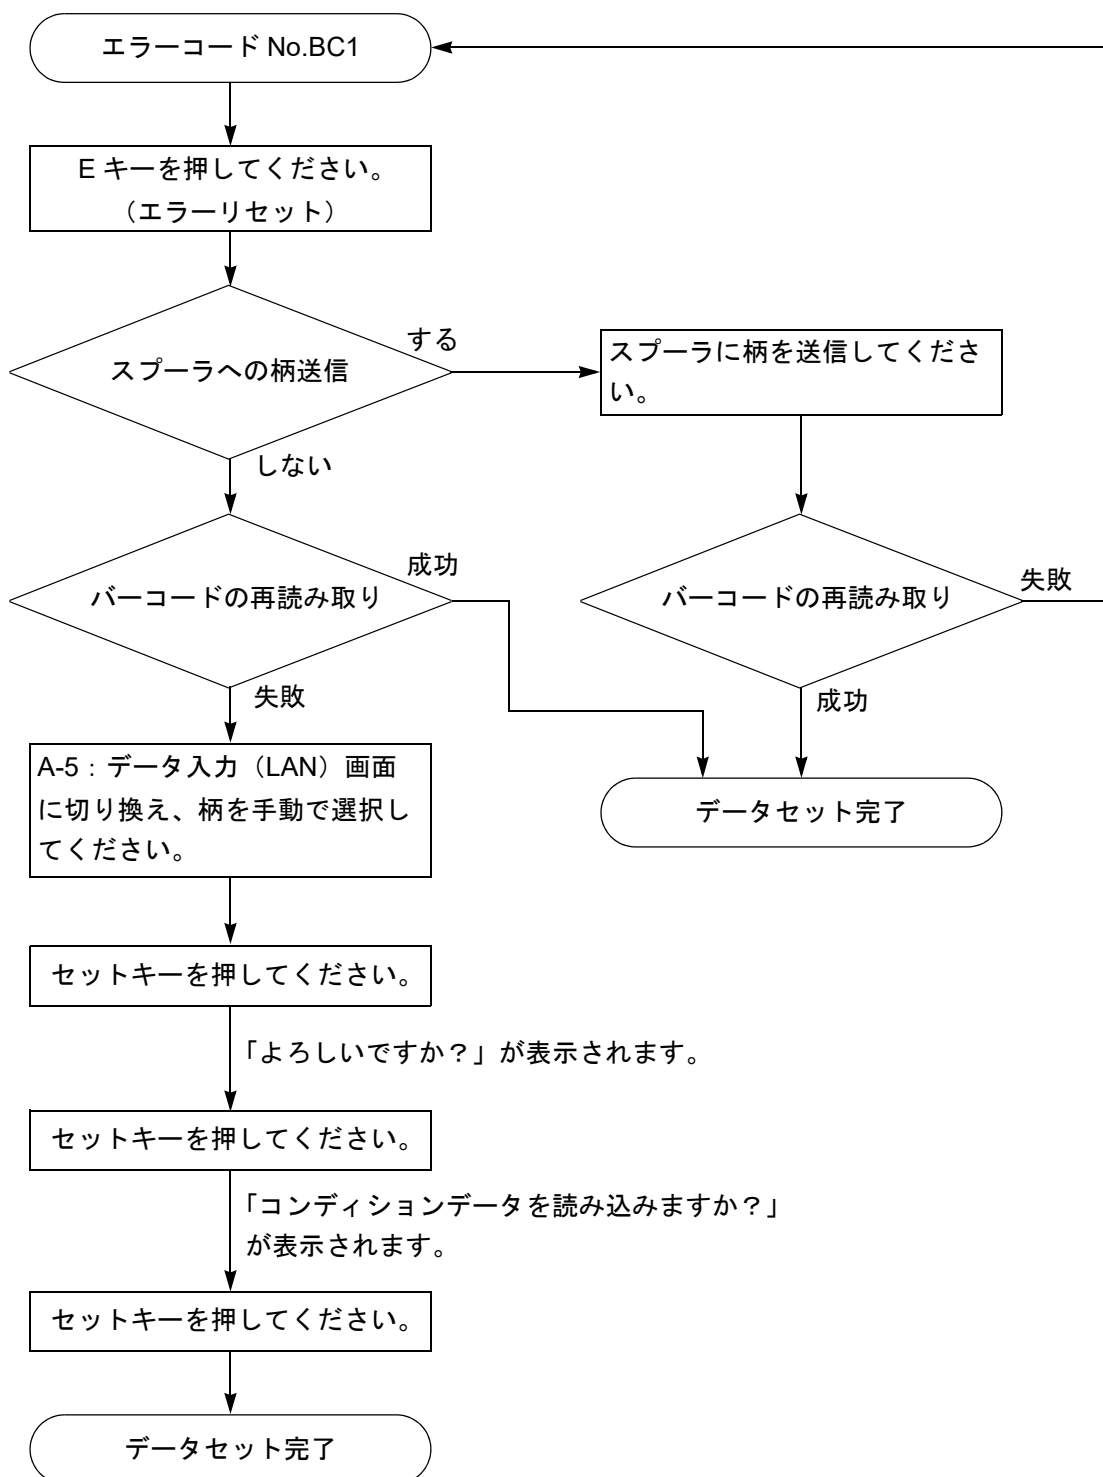 エラーコード No.BC1
E キーを押してください。
（エラーリセット）
スプーラへの柄送信
する
スプーラに柄を送信してくださ
い。
しない
バーコードの再読み取り
成功
バーコードの再読み取り
失敗
失敗
成功
A-5：データ入力（LAN）画面
に切り換え、柄を手動で選択し
てください。
データセット完了
セットキーを押してください。
「よろしいですか？」が表示されます。
セットキーを押してください。
「コンディションデータを読み込みますか？」
が表示されます。
セットキーを押してください。
データセット完了